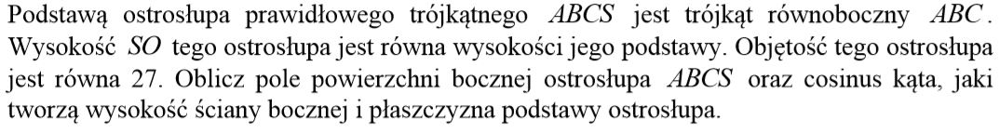 Podstawą ostrosłupa prawidłowego trójkątnego ABCS jest trójkąt równoboczny ABC.
Wysokość SO tego ostrosłupa jest równa wysokości jego podstawy. Objętość tego ostrosłupa
jest równa 27. Oblicz pole powierzchni bocznej ostrosłupa ABCS oraz cosinus kąta, jaki
tworzą wysokość ściany bocznej i płaszczyzna podstawy ostrosłupa.